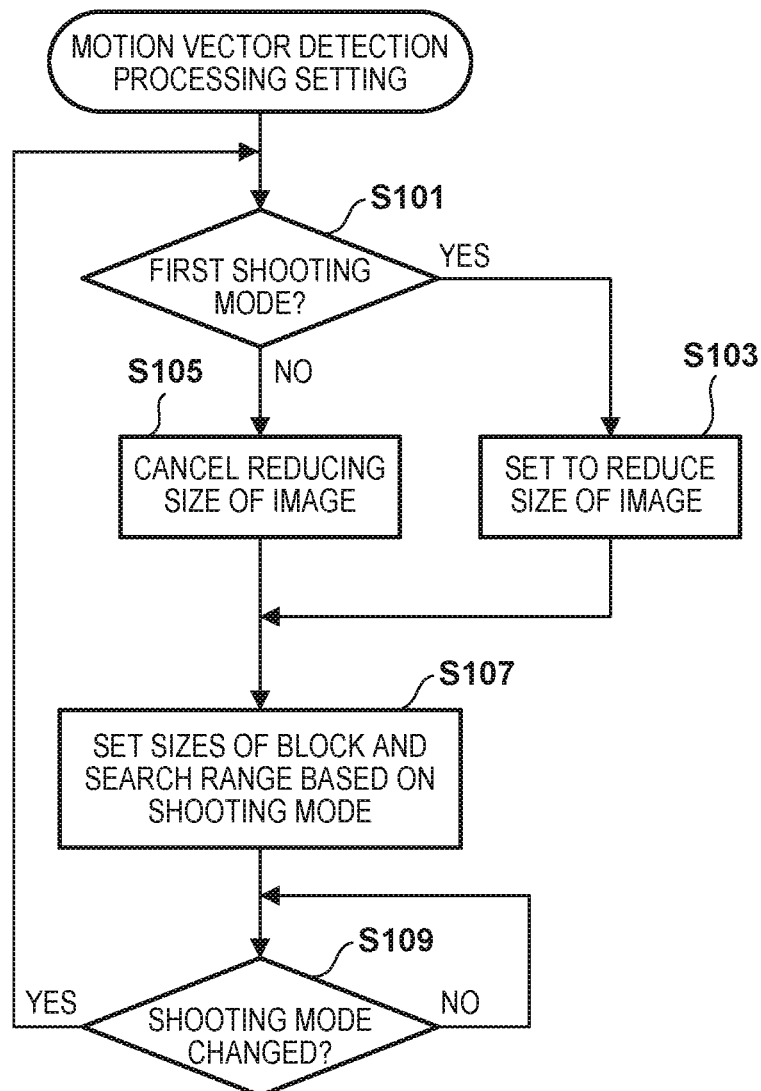 MOTION VECTOR DETECTION
PROCESSING SETTING
S101
FIRST SHOOTING
MODE?
YES
NO
S105
S103
CANCEL REDUCING
SIZE OF IMAGE
SET TO REDUCE
SIZE OF IMAGE
S107
SET SIZES OF BLOCK AND
SEARCH RANGE BASED ON
SHOOTING MODE
S109
YES
NO
SHOOTING MODE
CHANGED?